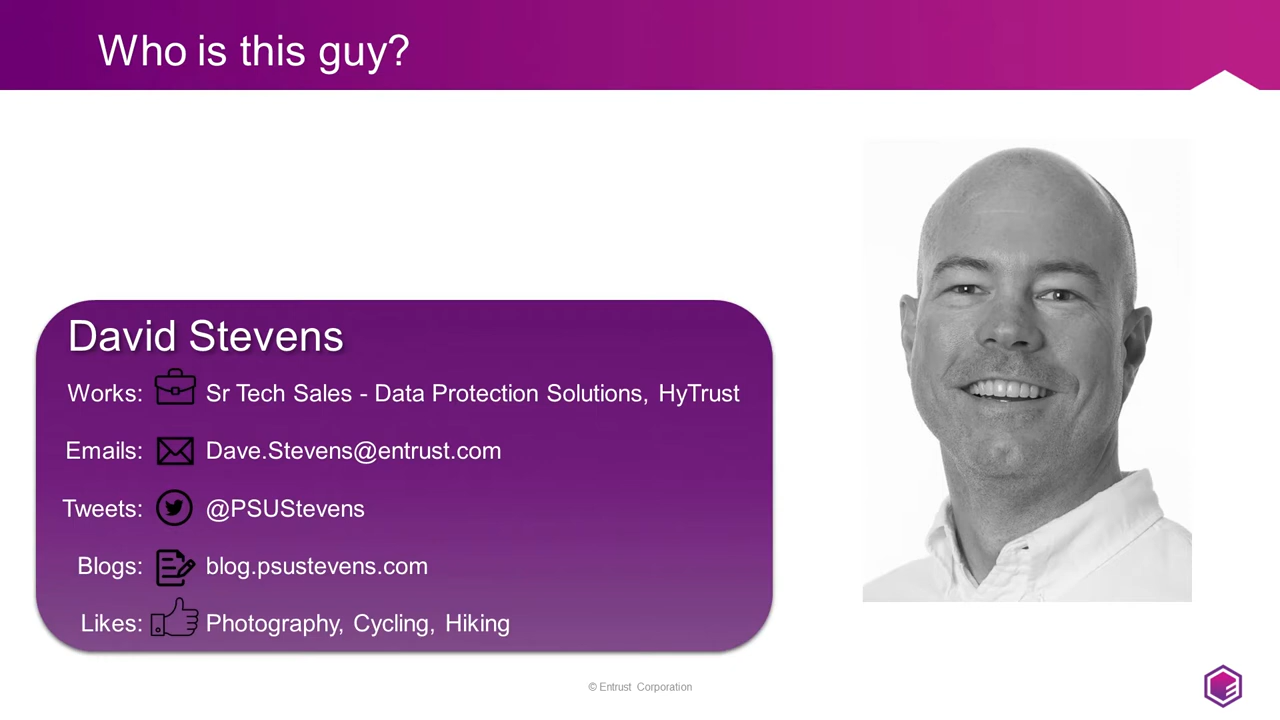 Who is this guy?
David Stevens
Works: Sr Tech Sales - Data Protection Solutions, HyTrust
Emails: Dave.Stevens@entrust.com
Tweets: @PSUStevens
Blogs: blog.psustevens.com
Likes: Photography, Cycling, Hiking
© Entrust Corporation